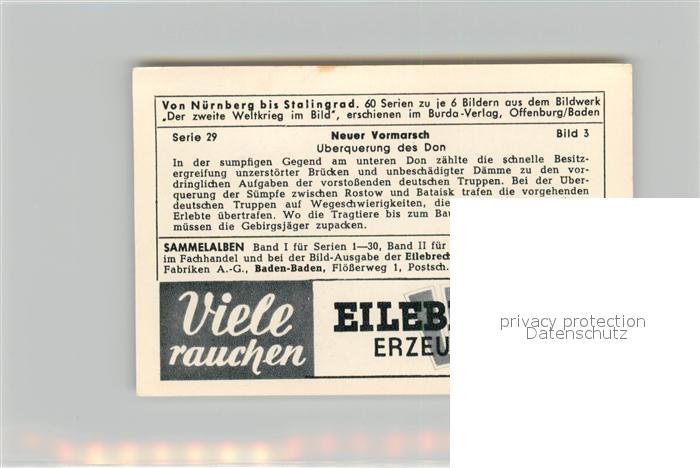 Von Nürnberg bis Stalingrad. 60 Serien zu je 6 Bildern aus dem Bildwerk
„Der zweite Weltkrieg im Bild", erschienen im Burda-Verlag, Offenburg/Baden
Serie 29 Neuer Vormarsch Bild 3
Überquerung des Don
In der sumpfigen Gegend am unteren Don zählte die schnelle Besitz-
ergreifung unzerstörter Brücken und unbeschädigter Dämme zu den vor-
dringlichen Aufgaben der vorstoßenden deutschen Truppen. Bei der Über-
querung der Sümpfe zwischen Rostow und Bataisk trafen die vorgehenden
deutschen Truppen auf Wegeschwierigkeiten, die
Erlebte übertrafen. Wo die Tragtiere bis zum Bau
müssen die Gebirgsjäger zupacken.
SAMMELALBEN Band I für Serien 1—30, Band II für
im Fachhandel und bei der Bild-Ausgabe der Eilebrec
Fabriken A.-G., Baden-Baden, Flößerweg 1, Postsch.
Viele
rauchen
EILEB
ERZEU
privacy protection
Datenschutz